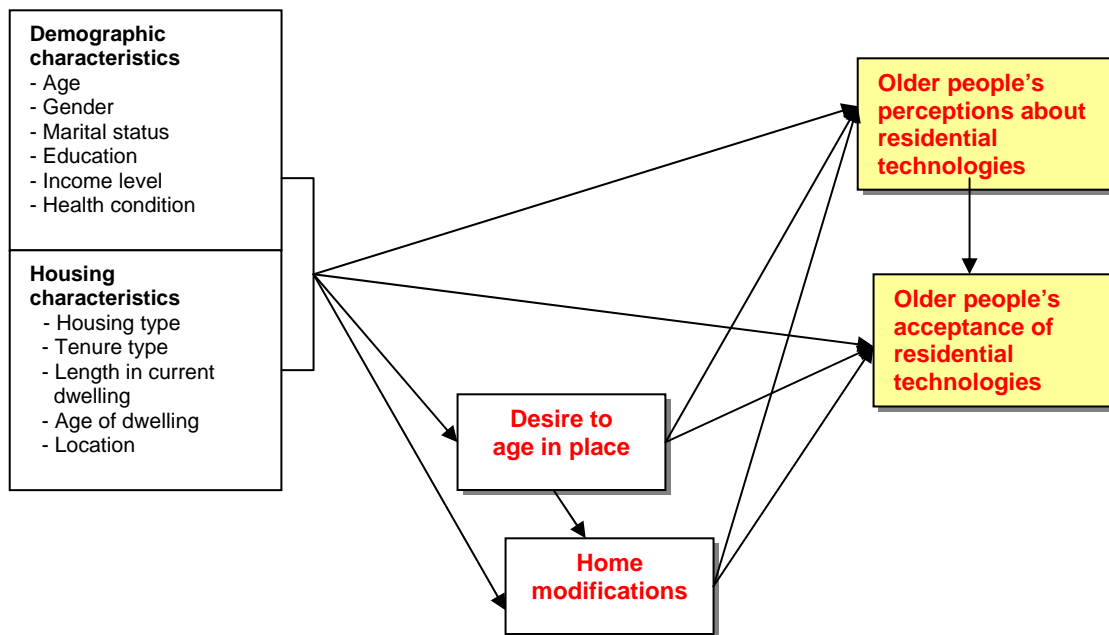 Demographic
characteristics
- Age
- Gender
- Marital status
- Education
- Income level
- Health condition
Housing
characteristics
- Housing type
- Tenure type
- Length in current
dwelling
- Age of dwelling
- Location
Desire to
age in place
Home
modifications
Older people’s
perceptions about
residential
technologies
Older people’s
acceptance of
residential
technologies